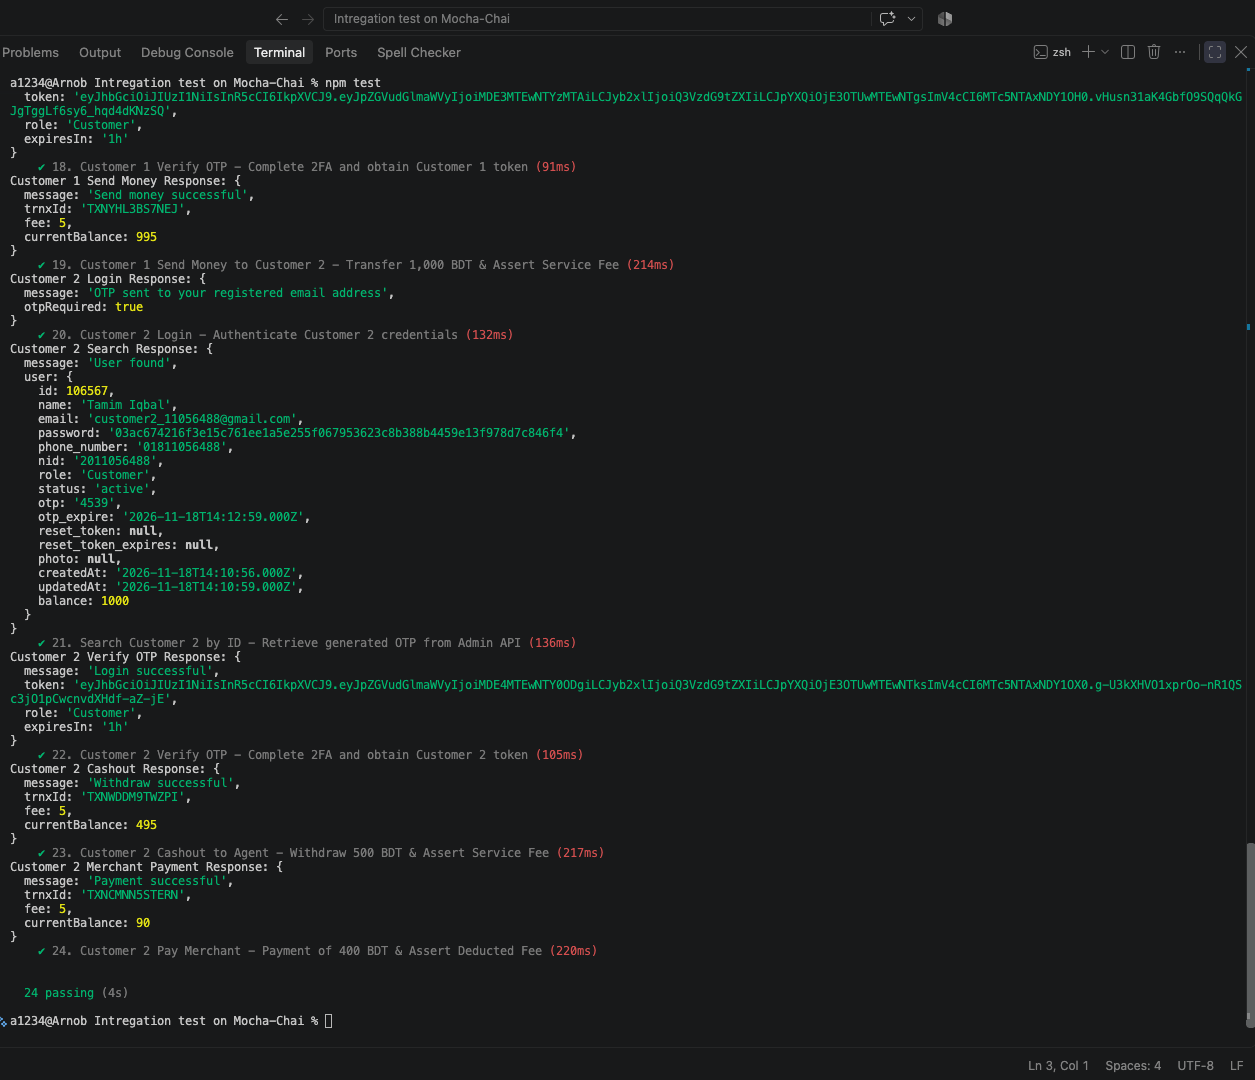 Intregation test on Mocha-Chai
Problems Output Debug Console Terminal Ports Spell Checker
zsh
a1234@Arnob Intregation test on Mocha-Chai % npm test
token: 'eyJhbGciOiJIUzI1NiIsInR5cCI6IkpXVCJ9.eyJpZGVudGlmaWVyIjoiMDE3MTEwNTYzMTAiLCJyb2xlIjoiQ3VzdG9tZXIiLCJpYXQiOjE3OTUwMTEwNTgsImV4cCI6MTc5NTAxNDY1OH0.vHusn31aK4GbfO9SQqQkG
JgTggLf6sy6_hqd4dKNzSQ',
role: 'Customer',
expiresIn: '1h'
}
✔ 18. Customer 1 Verify OTP – Complete 2FA and obtain Customer 1 token (91ms)
Customer 1 Send Money Response: {
message: 'Send money successful',
trnxId: 'TXNYHL3BS7NEJ',
fee: 5,
currentBalance: 995
}
✔ 19. Customer 1 Send Money to Customer 2 – Transfer 1,000 BDT & Assert Service Fee (214ms)
Customer 2 Login Response: {
message: 'OTP sent to your registered email address',
otpRequired: true
}
✔ 20. Customer 2 Login – Authenticate Customer 2 credentials (132ms)
Customer 2 Search Response: {
message: 'User found',
user: {
id: 106567,
name: 'Tamim Iqbal',
email: 'customer2_11056488@gmail.com',
password: '03ac674216f3e15c761ee1a5e255f067953623c8b388b4459e13f978d7c846f4',
phone_number: '01811056488',
nid: '2011056488',
role: 'Customer',
status: 'active',
otp: '4539',
otp_expire: '2026-11-18T14:12:59.000Z',
reset_token: null,
reset_token_expires: null,
photo: null,
createdAt: '2026-11-18T14:10:56.000Z',
updatedAt: '2026-11-18T14:10:59.000Z',
balance: 1000
}
}
✔ 21. Search Customer 2 by ID – Retrieve generated OTP from Admin API (136ms)
Customer 2 Verify OTP Response: {
message: 'Login successful',
token: 'eyJhbGciOiJIUzI1NiIsInR5cCI6IkpXVCJ9.eyJpZGVudGlmaWVyIjoiMDE4MTEwNTY0ODgiLCJyb2xlIjoiQ3VzdG9tZXIiLCJpYXQiOjE3OTUwMTEwNTksImV4cCI6MTc5NTAxNDY1OX0.g-U3kXHVO1xprOo-nR1QS
c3jO1pCwcnvdXHdf-aZ-jE',
role: 'Customer',
expiresIn: '1h'
}
✔ 22. Customer 2 Verify OTP – Complete 2FA and obtain Customer 2 token (105ms)
Customer 2 Cashout Response: {
message: 'Withdraw successful',
trnxId: 'TXNWDDM9TWZPI',
fee: 5,
currentBalance: 495
}
✔ 23. Customer 2 Cashout to Agent – Withdraw 500 BDT & Assert Service Fee (217ms)
Customer 2 Merchant Payment Response: {
message: 'Payment successful',
trnxId: 'TXNCMNN5STERN',
fee: 5,
currentBalance: 90
}
✔ 24. Customer 2 Pay Merchant – Payment of 400 BDT & Assert Deducted Fee (220ms)
24 passing (4s)
a1234@Arnob Intregation test on Mocha-Chai %
Ln 3, Col 1 Spaces: 4 UTF-8 LF